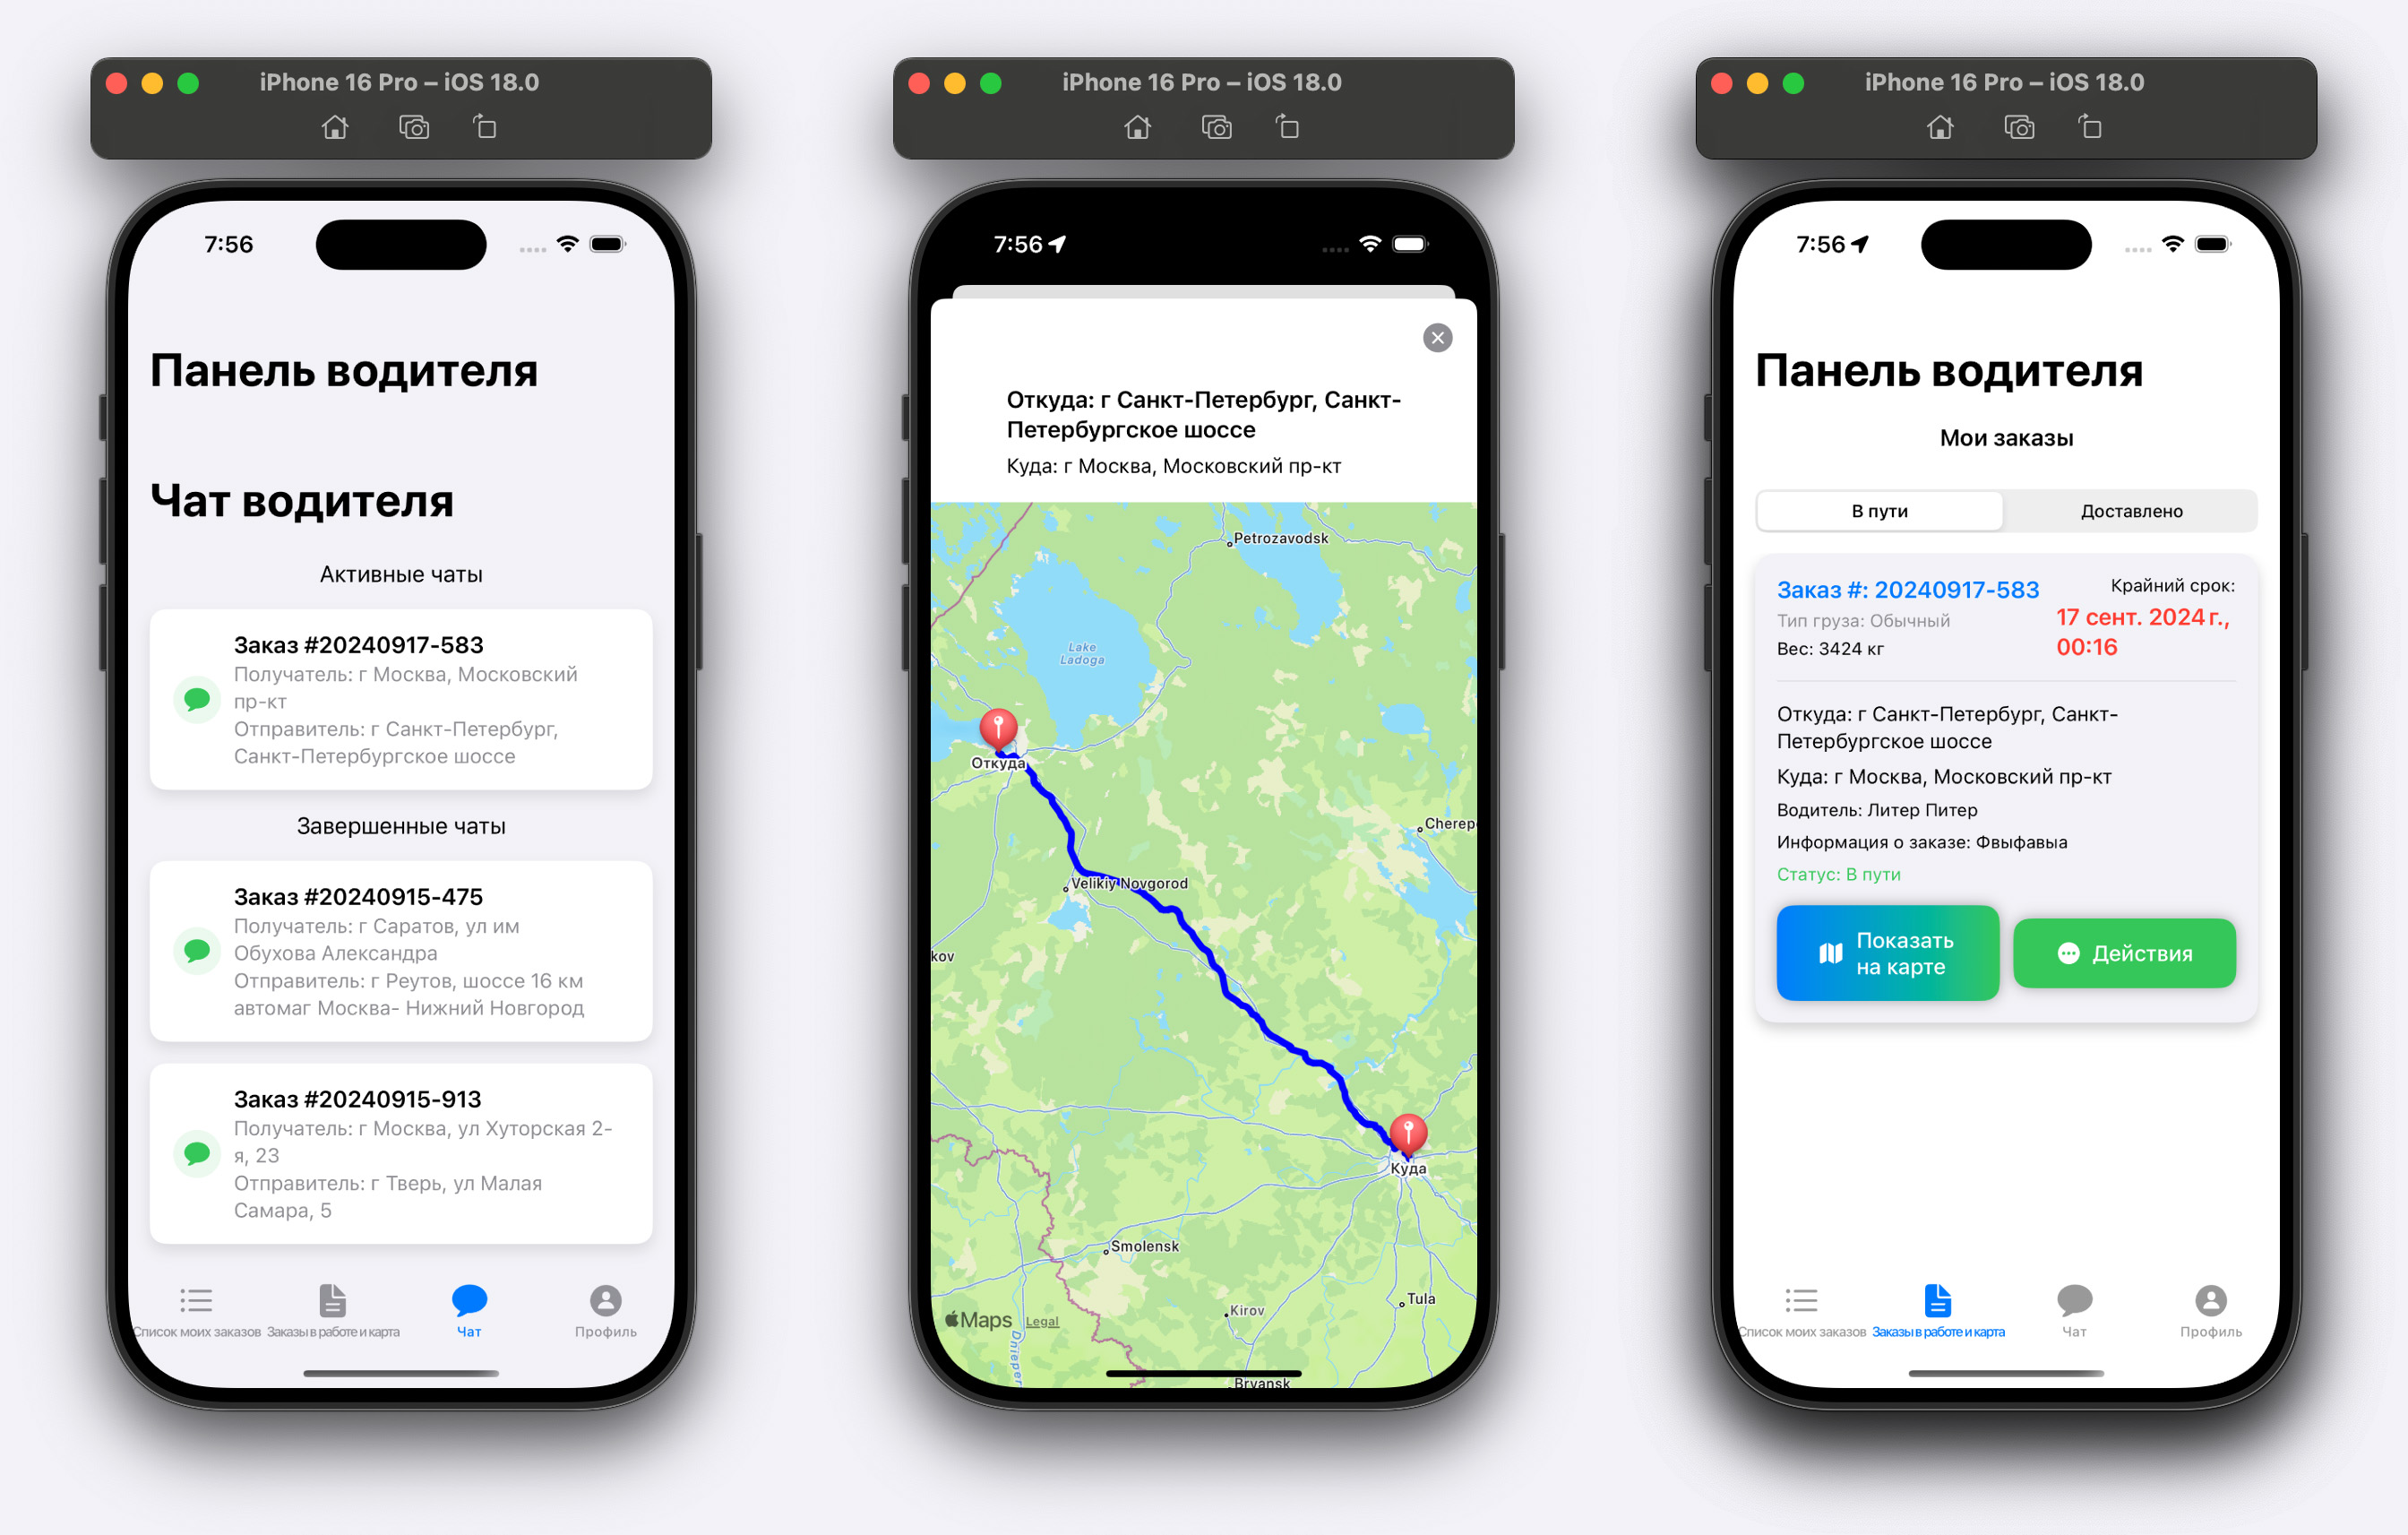 iPhone 16 Pro – iOS 18.0
7:56
Панель водителя
Чат водителя
Активные чаты
Заказ #20240917-583
Получатель: г Москва, Московский
пр-кт
Отправитель: г Санкт-Петербург,
Санкт-Петербургское шоссе
Завершенные чаты
Заказ #20240915-475
Получатель: г Саратов, ул им
Обухова Александра
Отправитель: г Реутов, шоссе 16 км
автомаг Москва- Нижний Новгород
Заказ #20240915-913
Получатель: г Москва, ул Хуторская 2-
я, 23
Отправитель: г Тверь, ул Малая
Самара, 5
Список моих заказов
Заказы в работе и карта
Чат
Профиль
iPhone 16 Pro – iOS 18.0
7:56
Откуда: г Санкт-Петербург, Санкт-
Петербургское шоссе
Куда: г Москва, Московский пр-кт
Petrozavodsk
Lake
Ladoga
Откуда
Cherep
Velikiy Novgorod
kov
Куда
Smolensk
Tula
Kirov
Maps
Legal
Dnieper
Bryansk
iPhone 16 Pro – iOS 18.0
7:56
Панель водителя
Мои заказы
В пути
Доставлено
Заказ #: 20240917-583
Крайний срок:
Тип груза: Обычный
17 сент. 2024 г.,
Вес: 3424 кг
00:16
Откуда: г Санкт-Петербург, Санкт-
Петербургское шоссе
Куда: г Москва, Московский пр-кт
Водитель: Литер Питер
Информация о заказе: Фвыфавыа
Статус: В пути
Показать
на карте
Действия
Список моих заказов
Заказы в работе и карта
Чат
Профиль